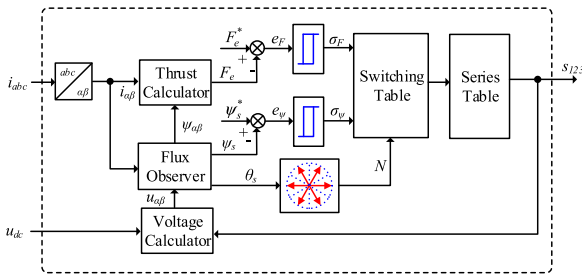 F_e^* e_F σ_F
+
-
i_abc abc αβ i_αβ Thrust Calculator F_e
Switching Table
Series Table
s_123
ψ_s^* e_ψ σ_ψ
+
-
ψ_αβ
ψ_s
Flux Observer
θ_s
N
u_αβ
u_dc Voltage Calculator